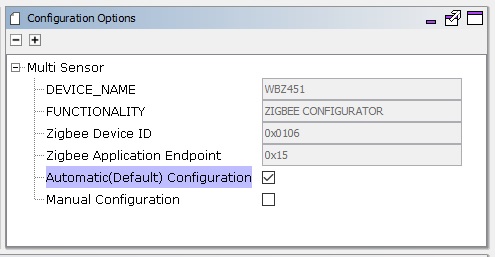 Configuration Options
Multi Sensor
DEVICE_NAME WBZ451
FUNCTIONALITY ZIGBEE CONFIGURATOR
Zigbee Device ID 0x0106
Zigbee Application Endpoint 0x15
Automatic(Default) Configuration
Manual Configuration